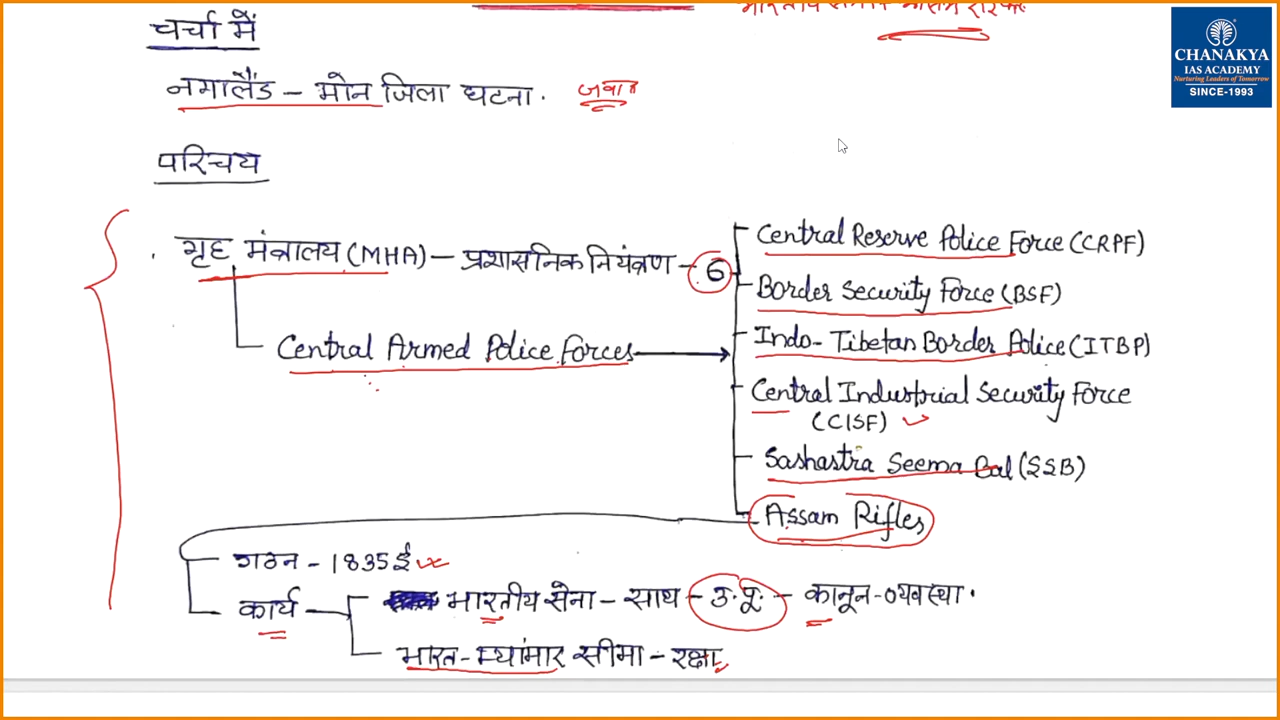 चर्चा में
नगालैंड - मोन जिला घटना.
CHANAKYA
IAS ACADEMY
Nurturing Leaders of Tomorrow
SINCE-1993
परिचय
गृह मंत्रालय (MHA) - प्रशासनिक नियंत्रण - 6
Central Armed Police Forces
Central Reserve Police Force (CRPF)
Border Security Force (BSF)
Indo-Tibetan Border Police (ITBP)
Central Industrial Security Force
(CISF)
Sashastra Seema Bal (SSB)
Assam Rifles
गठन - 1835 ई
कार्य
भारतीय सेना - साथ - उ.पू. - कानून-व्यवस्था.
भारत-म्यांमार सीमा - रक्षा